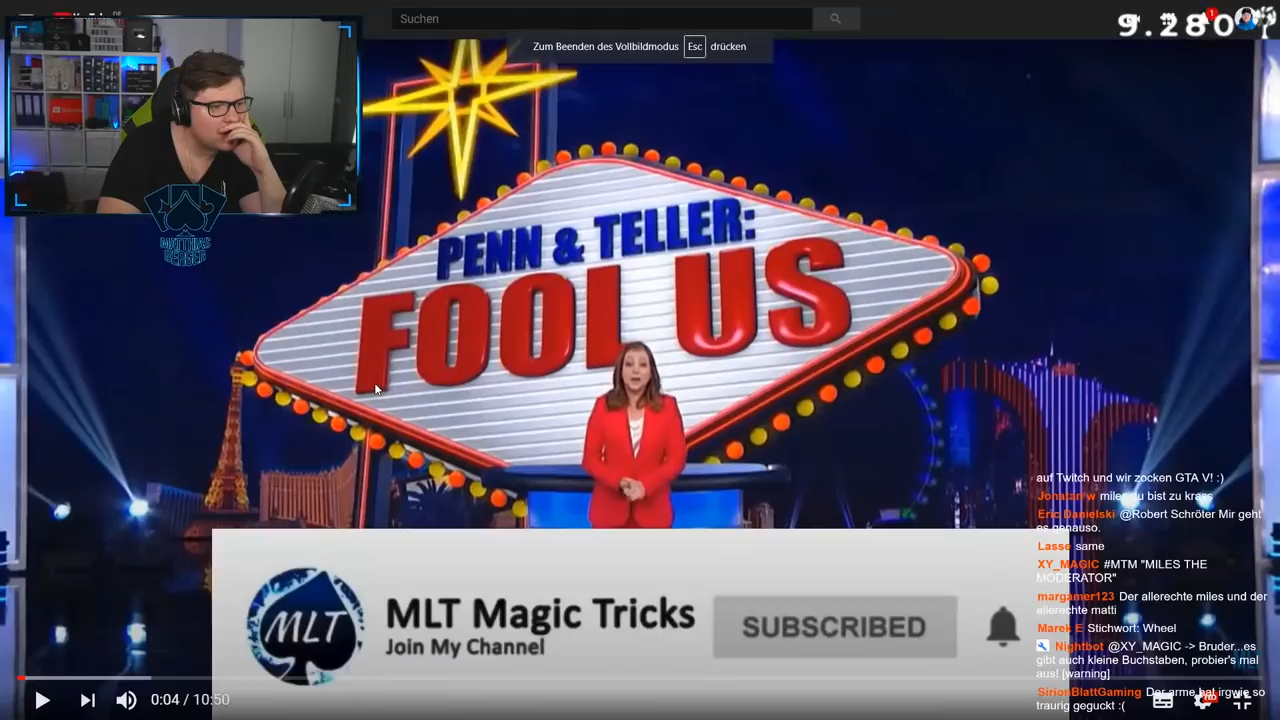 Suchen
9.280
Zum Beenden des Vollbildmodus Esc drücken
MATTHIAS
BERGER
PENN & TELLER:
FOOL US
MLT
MLT Magic Tricks
Join My Channel
SUBSCRIBED
auf Twitch und wir zocken GTA V! :)
miles du bist zu krass
Eric Danielski @Robert Schröter Mir geht
es genauso.
Lasse same
XY_MAGIC #MTM "MILES THE
MODERATOR"
margamer123 Der allerechte miles und der
allerechte matti
Marek E Stichwort: Wheel
Nightbot @XY_MAGIC -> Bruder...es
gibt auch kleine Buchstaben, probier's mal
aus! [warning]
SirionBlattGaming Der arme hat irgwie so
traurig geguckt :(
0:04 / 10:50
HD